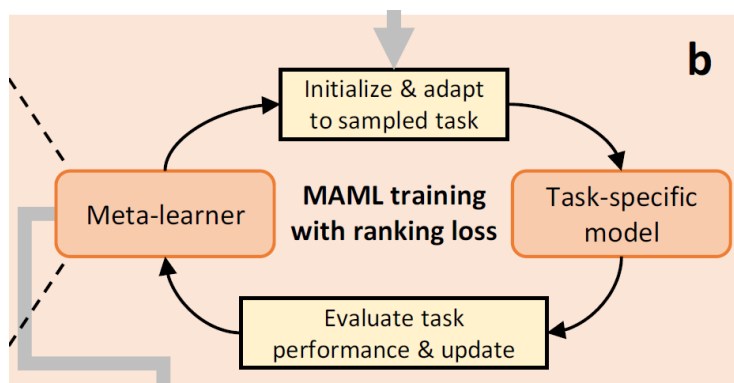 b
Initialize & adapt
to sampled task
Meta-learner
MAML training
with ranking loss
Task-specific
model
Evaluate task
performance & update